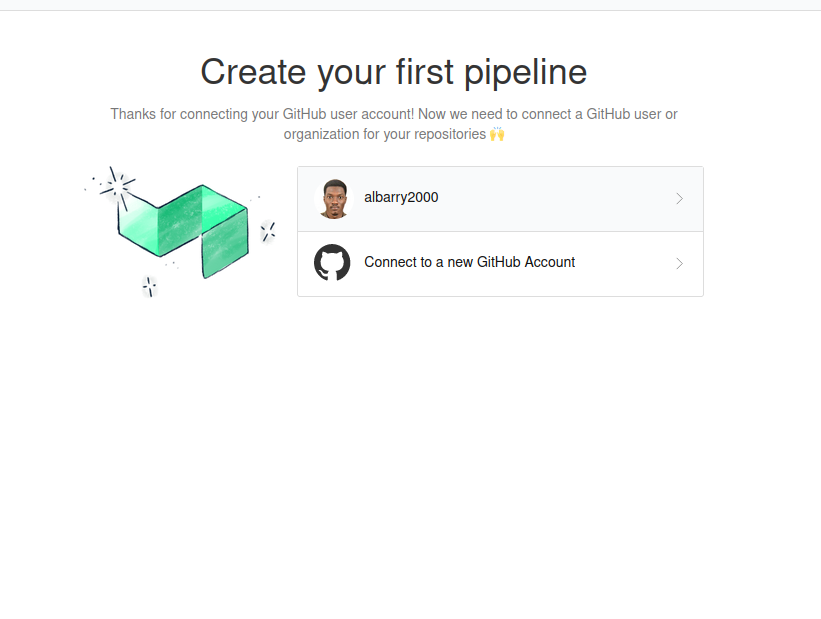 Create your first pipeline
Thanks for connecting your GitHub user account! Now we need to connect a GitHub user or
organization for your repositories 🙌
albarry2000
Connect to a new GitHub Account